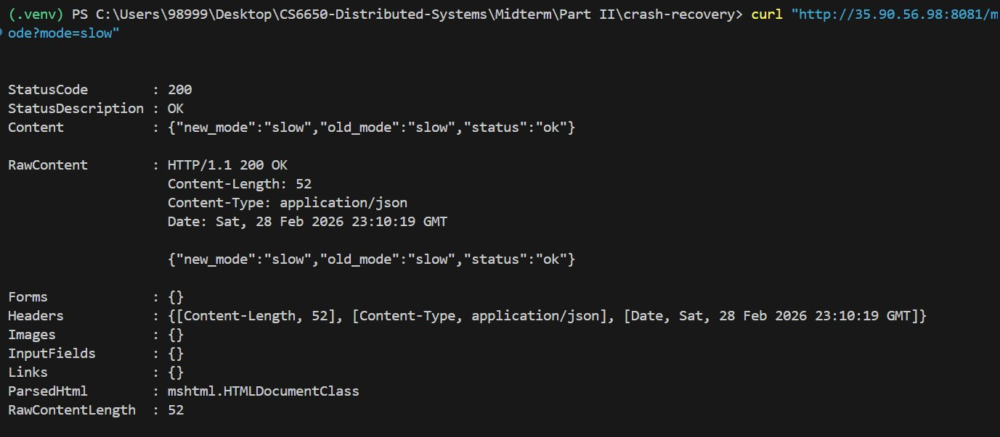 (.venv) PS C:\Users\98999\Desktop\CS6650-Distributed-Systems\Midterm\Part II\crash-recovery> curl "http://35.90.56.98:8081/m
ode?mode=slow"
StatusCode        : 200
StatusDescription : OK
Content           : {"new_mode":"slow","old_mode":"slow","status":"ok"}
RawContent        : HTTP/1.1 200 OK
                    Content-Length: 52
                    Content-Type: application/json
                    Date: Sat, 28 Feb 2026 23:10:19 GMT
                    {"new_mode":"slow","old_mode":"slow","status":"ok"}
Forms             : {}
Headers           : {[Content-Length, 52], [Content-Type, application/json], [Date, Sat, 28 Feb 2026 23:10:19 GMT]}
Images            : {}
InputFields       : {}
Links             : {}
ParsedHtml        : mshtml.HTMLDocumentClass
RawContentLength  : 52